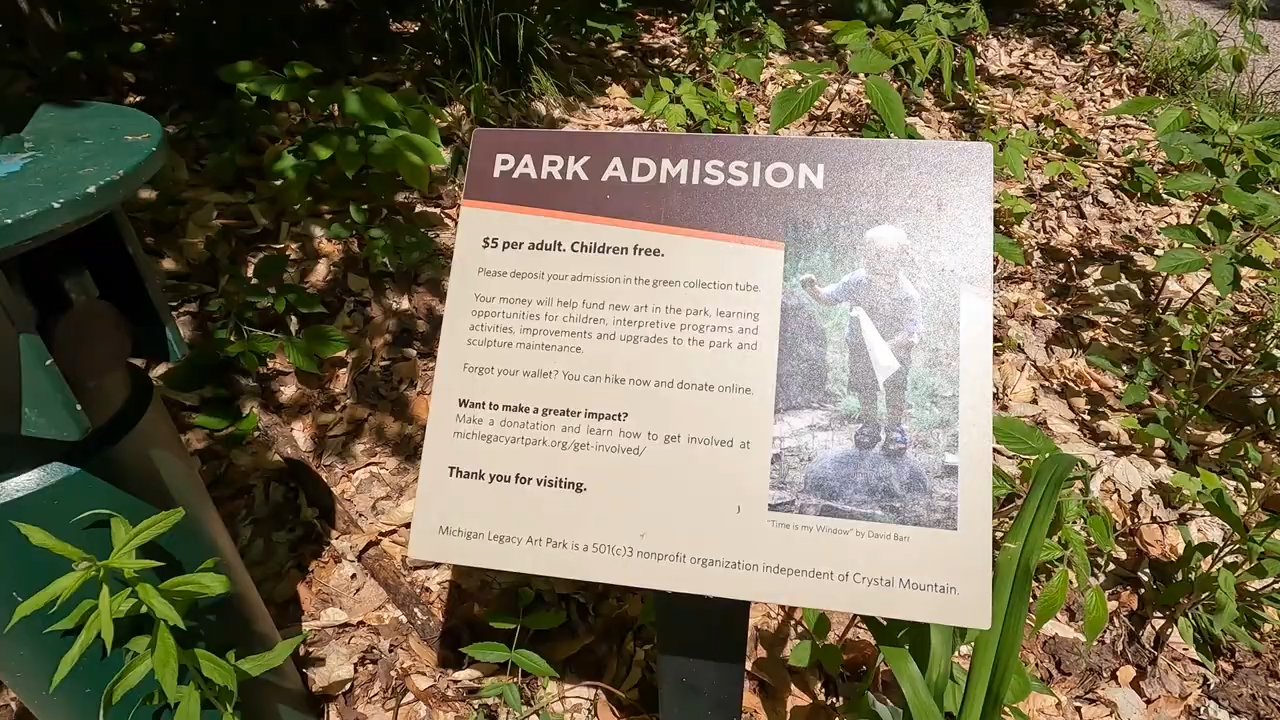 PARK ADMISSION
$5 per adult. Children free.
Please deposit your admission in the green collection tube.
Your money will help fund new art in the park, learning
opportunities for children, interpretive programs and
activities, improvements and upgrades to the park and
sculpture maintenance.
Forgot your wallet? You can hike now and donate online.
Want to make a greater impact?
Make a donatation and learn how to get involved at
michlegacyartpark.org/get-involved/
Thank you for visiting.
J
"Time is my Window" by David Barr
Michigan Legacy Art Park is a 501(c)3 nonprofit organization independent of Crystal Mountain.